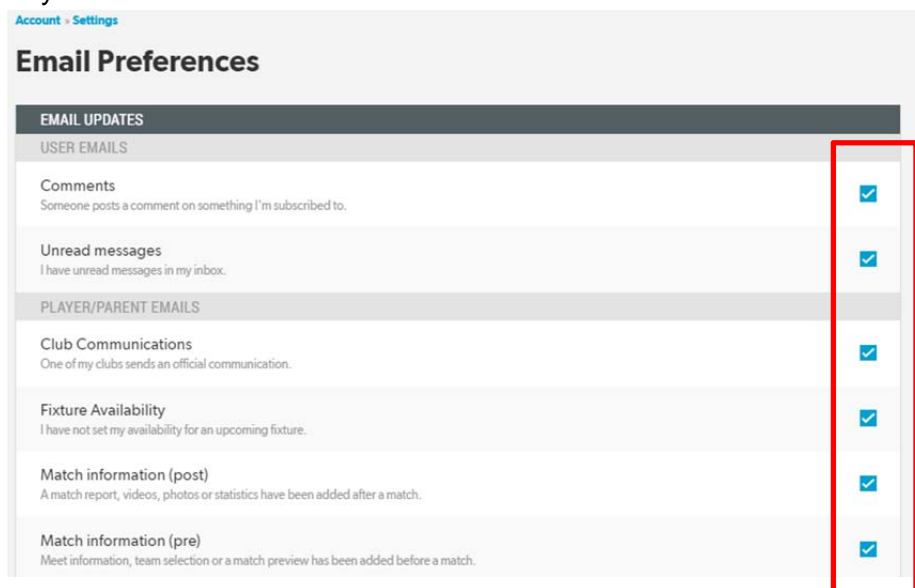 Account » Settings
Email Preferences
EMAIL UPDATES
USER EMAILS
Comments
Someone posts a comment on something I'm subscribed to.
Unread messages
I have unread messages in my inbox.
PLAYER/PARENT EMAILS
Club Communications
One of my clubs sends an official communication.
Fixture Availability
I have not set my availability for an upcoming fixture.
Match information (post)
A match report, videos, photos or statistics have been added after a match.
Match information (pre)
Meet information, team selection or a match preview has been added before a match.